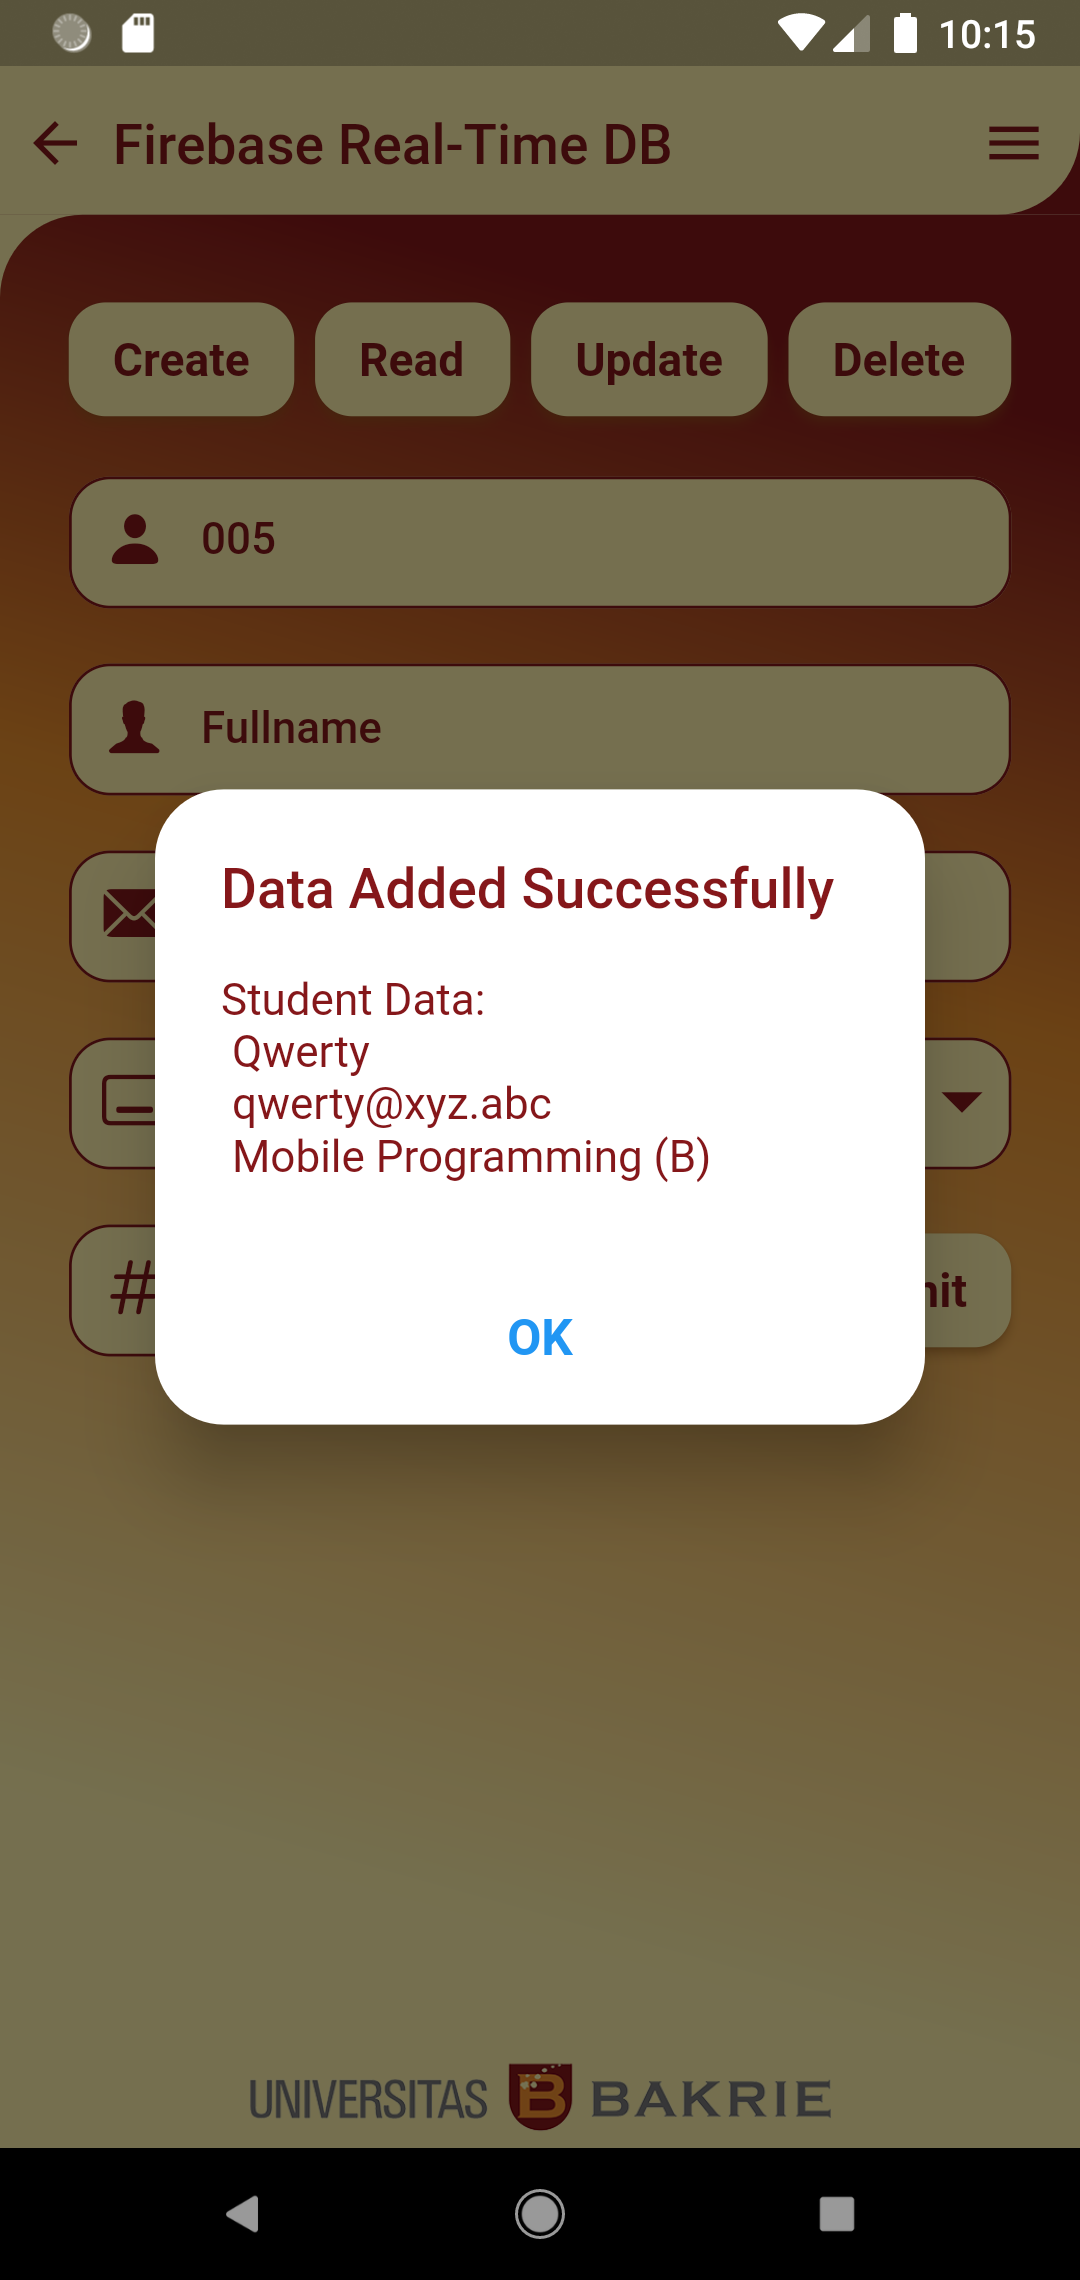 10:15
Firebase Real-Time DB
Create Read Update Delete
005
Fullname
Data Added Successfully
Student Data:
Qwerty
qwerty@xyz.abc
Mobile Programming (B)
#
OK
UNIVERSITAS B BAKRIE